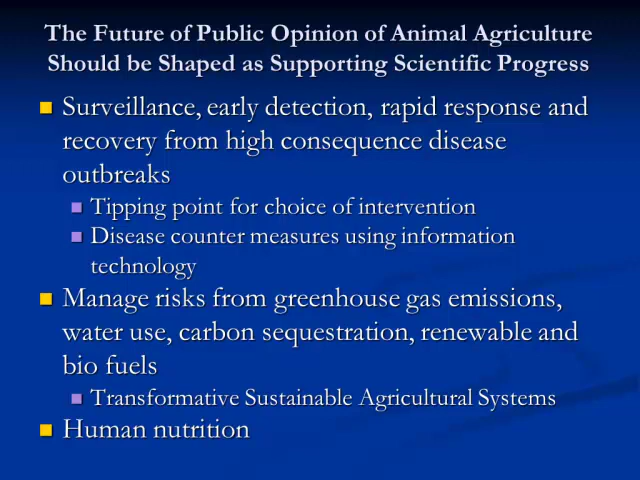 The Future of Public Opinion of Animal Agriculture
Should be Shaped as Supporting Scientific Progress
Surveillance, early detection, rapid response and
recovery from high consequence disease
outbreaks
Tipping point for choice of intervention
Disease counter measures using information
technology
Manage risks from greenhouse gas emissions,
water use, carbon sequestration, renewable and
bio fuels
Transformative Sustainable Agricultural Systems
Human nutrition